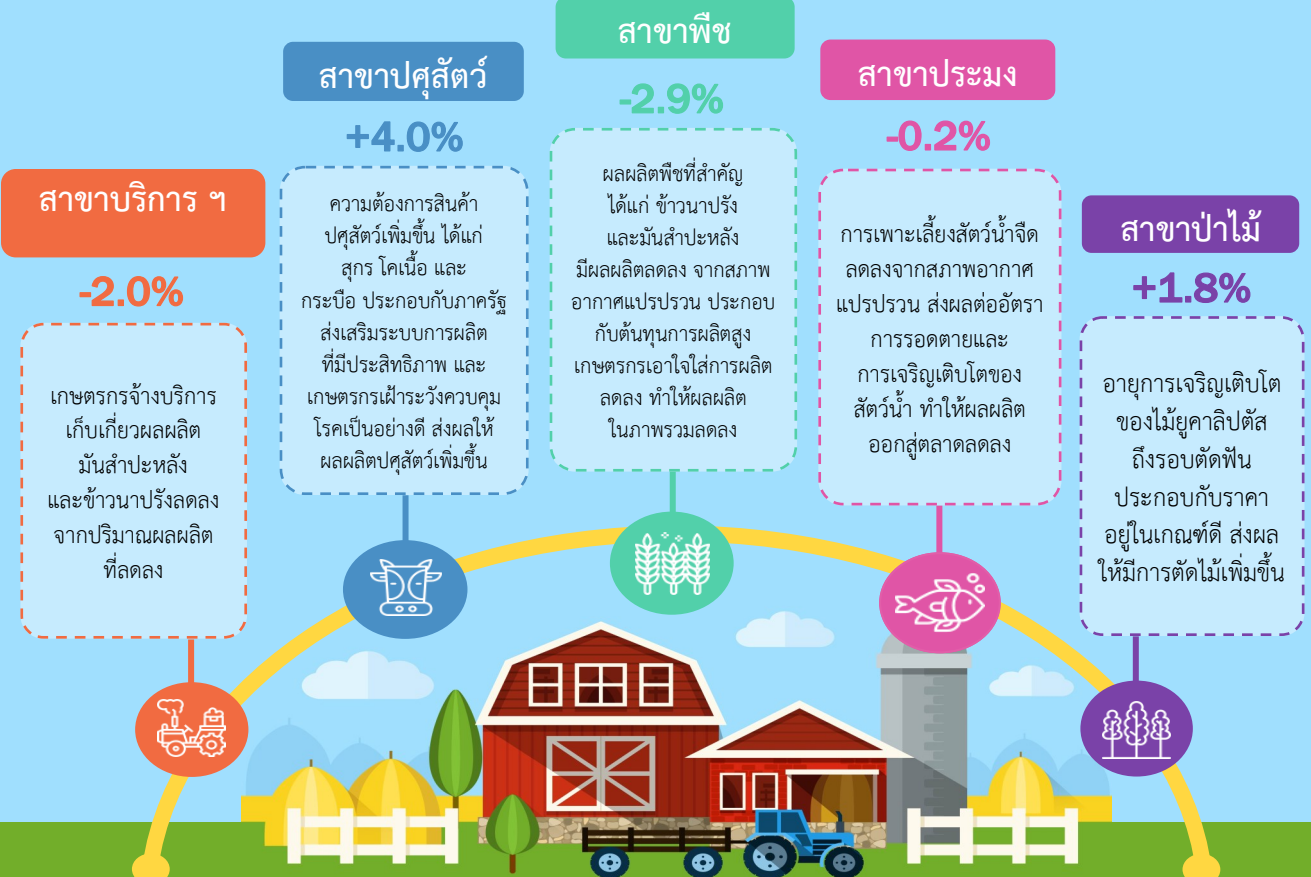 สาขาบริการ ฯ
-2.0%
เกษตรกรจ้างบริการ
เก็บเกี่ยวผลผลิต
มันสำปะหลัง
และข้าวนาปรังลดลง
จากปริมาณผลผลิต
ที่ลดลง
สาขาปศุสัตว์
+4.0%
ความต้องการสินค้า
ปศุสัตว์เพิ่มขึ้น ได้แก่
สุกร โคเนื้อ และ
กระบือ ประกอบกับภาครัฐ
ส่งเสริมระบบการผลิต
ที่มีประสิทธิภาพ และ
เกษตรกรเฝ้าระวังควบคุม
โรคเป็นอย่างดี ส่งผลให้
ผลผลิตปศุสัตว์เพิ่มขึ้น
สาขาพืช
-2.9%
ผลผลิตพืชที่สำคัญ
ได้แก่ ข้าวนาปรัง
และมันสำปะหลัง
มีผลผลิตลดลง จากสภาพ
อากาศแปรปรวน ประกอบ
กับต้นทุนการผลิตสูง
เกษตรกรเอาใจใส่การผลิต
ลดลง ทำให้ผลผลิต
ในภาพรวมลดลง
สาขาประมง
-0.2%
การเพาะเลี้ยงสัตว์น้ำจืด
ลดลงจากสภาพอากาศ
แปรปรวน ส่งผลต่ออัตรา
การรอดตายและ
การเจริญเติบโตของ
สัตว์น้ำ ทำให้ผลผลิต
ออกสู่ตลาดลดลง
สาขาป่าไม้
+1.8%
อายุการเจริญเติบโต
ของไม้ยูคาลิปตัส
ถึงรอบตัดฟัน
ประกอบกับราคา
อยู่ในเกณฑ์ดี ส่งผล
ให้มีการตัดไม้เพิ่มขึ้น